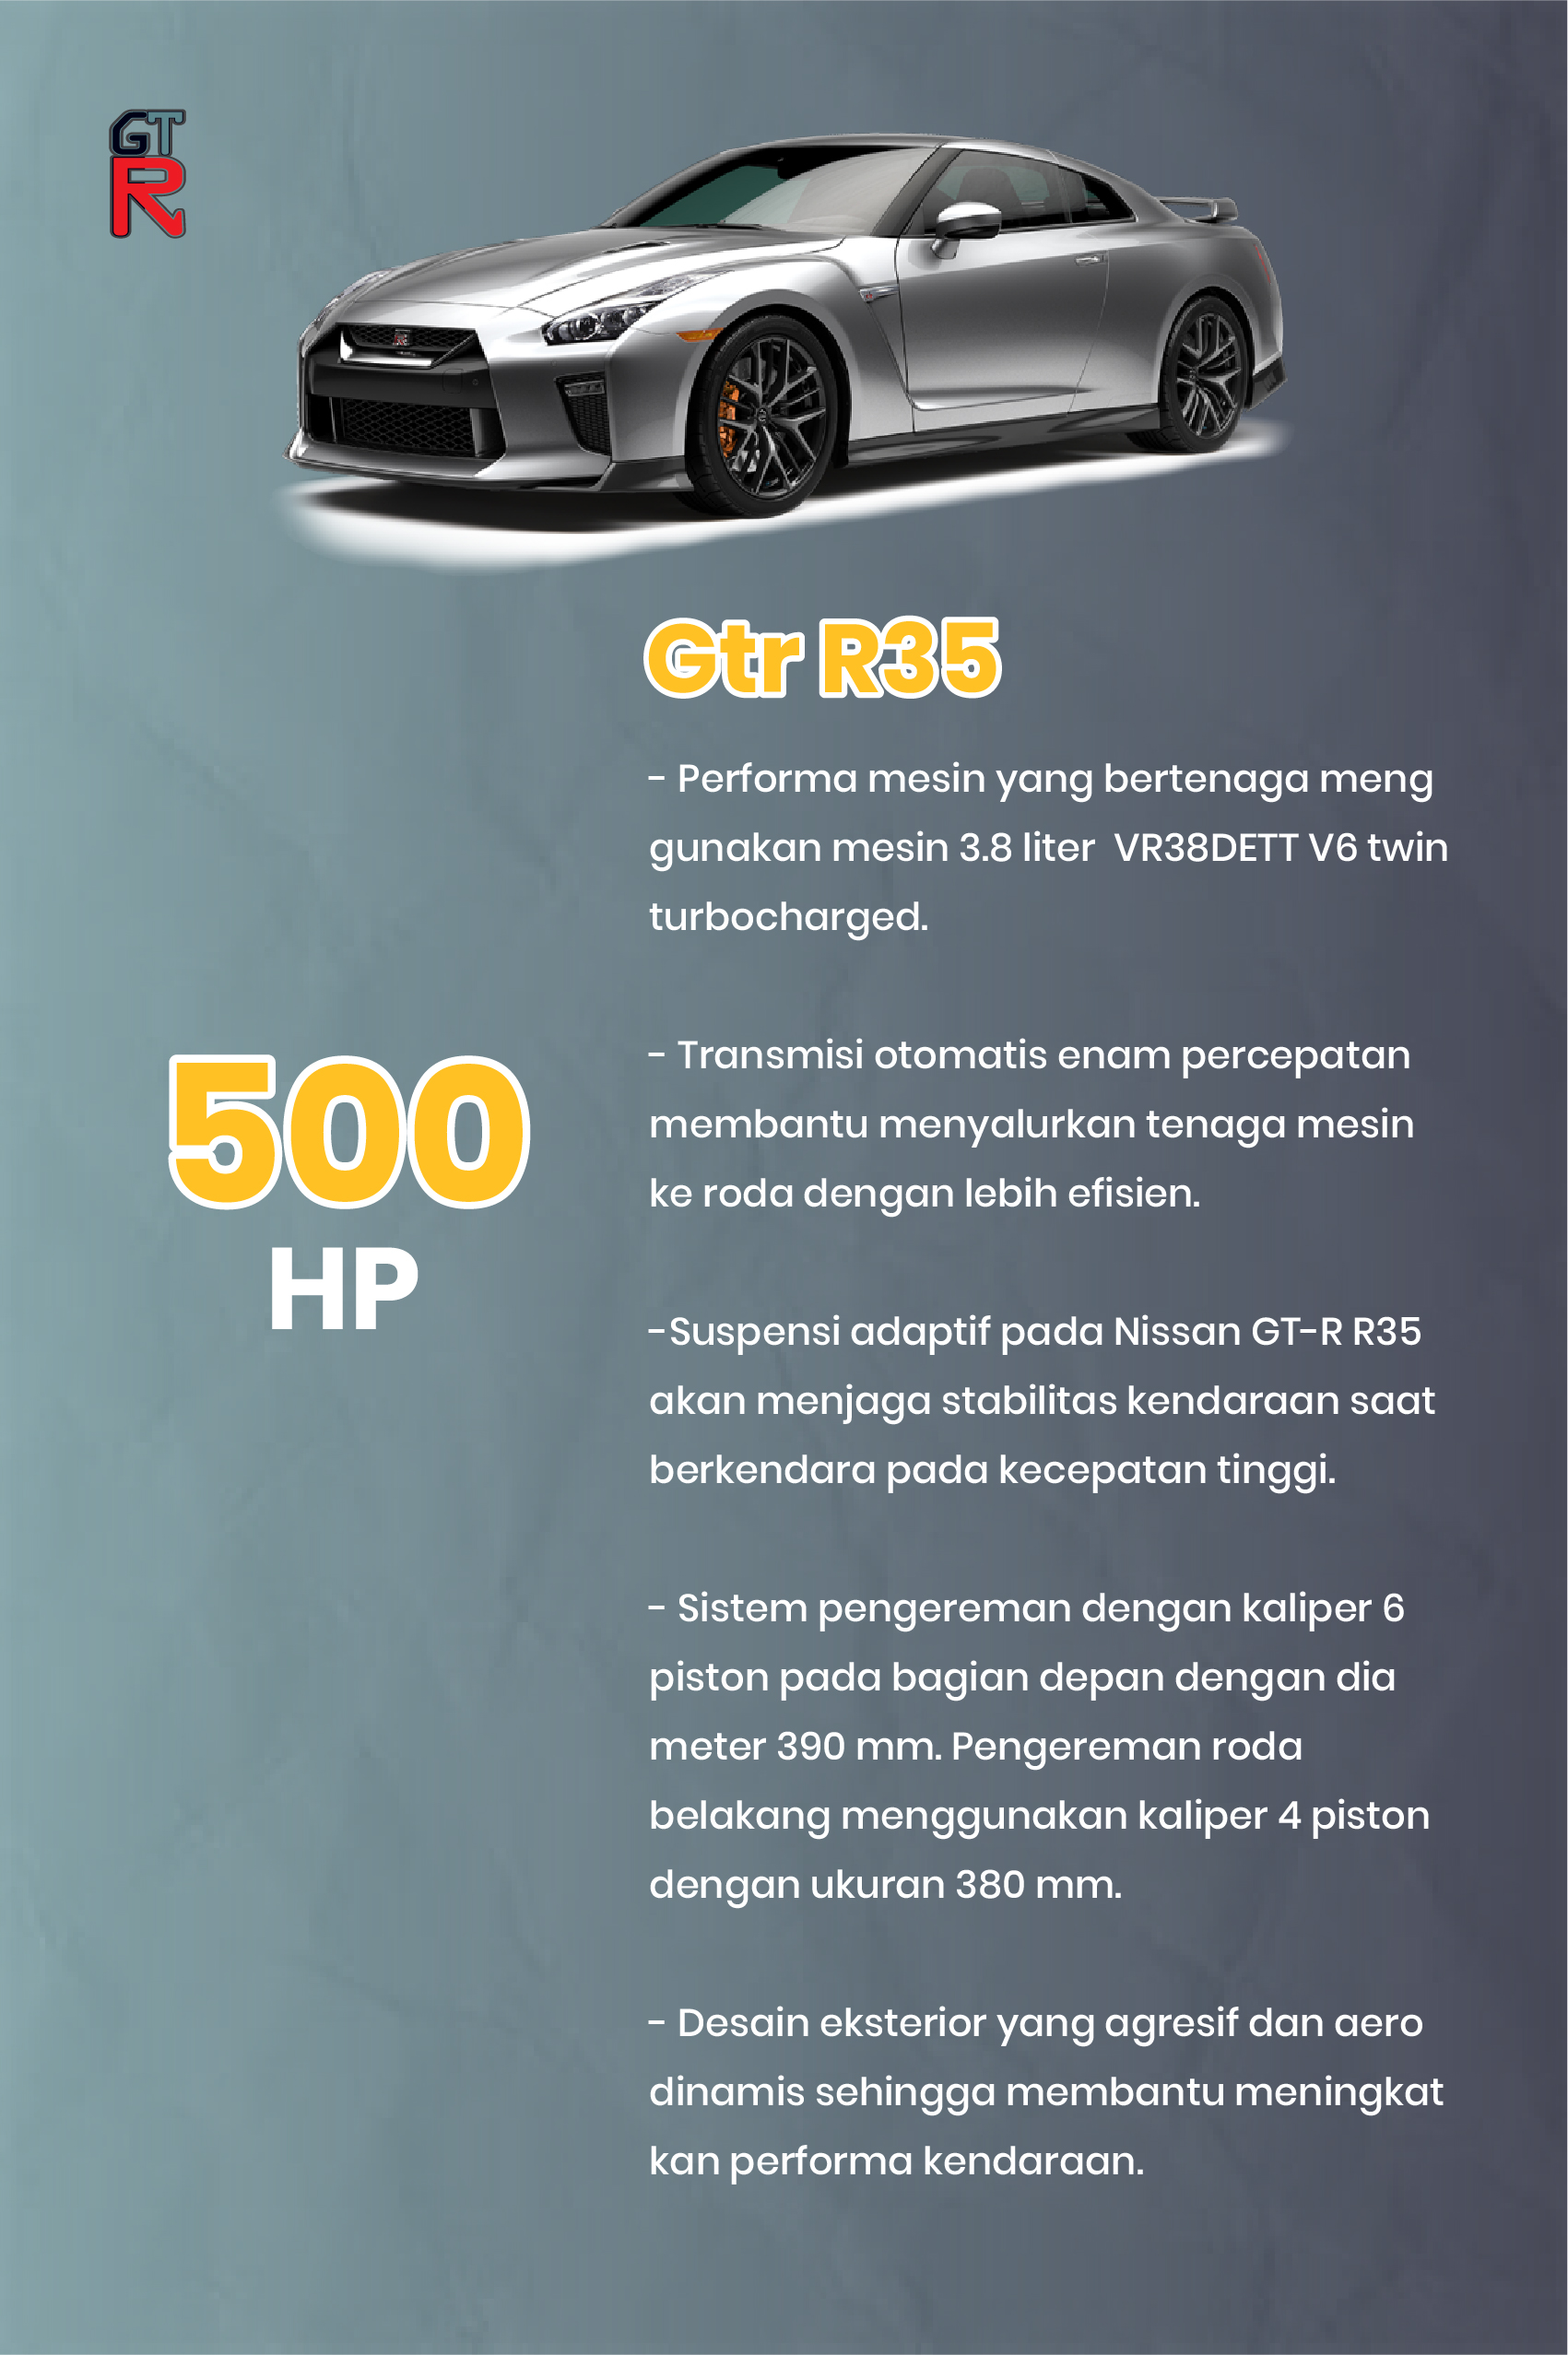 GT
R
Gtr R35
- Performa mesin yang bertenaga meng
gunakan mesin 3.8 liter  VR38DETT V6 twin
turbocharged.
- Transmisi otomatis enam percepatan
membantu menyalurkan tenaga mesin
ke roda dengan lebih efisien.
500
HP
-Suspensi adaptif pada Nissan GT-R R35
akan menjaga stabilitas kendaraan saat
berkendara pada kecepatan tinggi.
- Sistem pengereman dengan kaliper 6
piston pada bagian depan dengan dia
meter 390 mm. Pengereman roda
belakang menggunakan kaliper 4 piston
dengan ukuran 380 mm.
- Desain eksterior yang agresif dan aero
dinamis sehingga membantu meningkat
kan performa kendaraan.